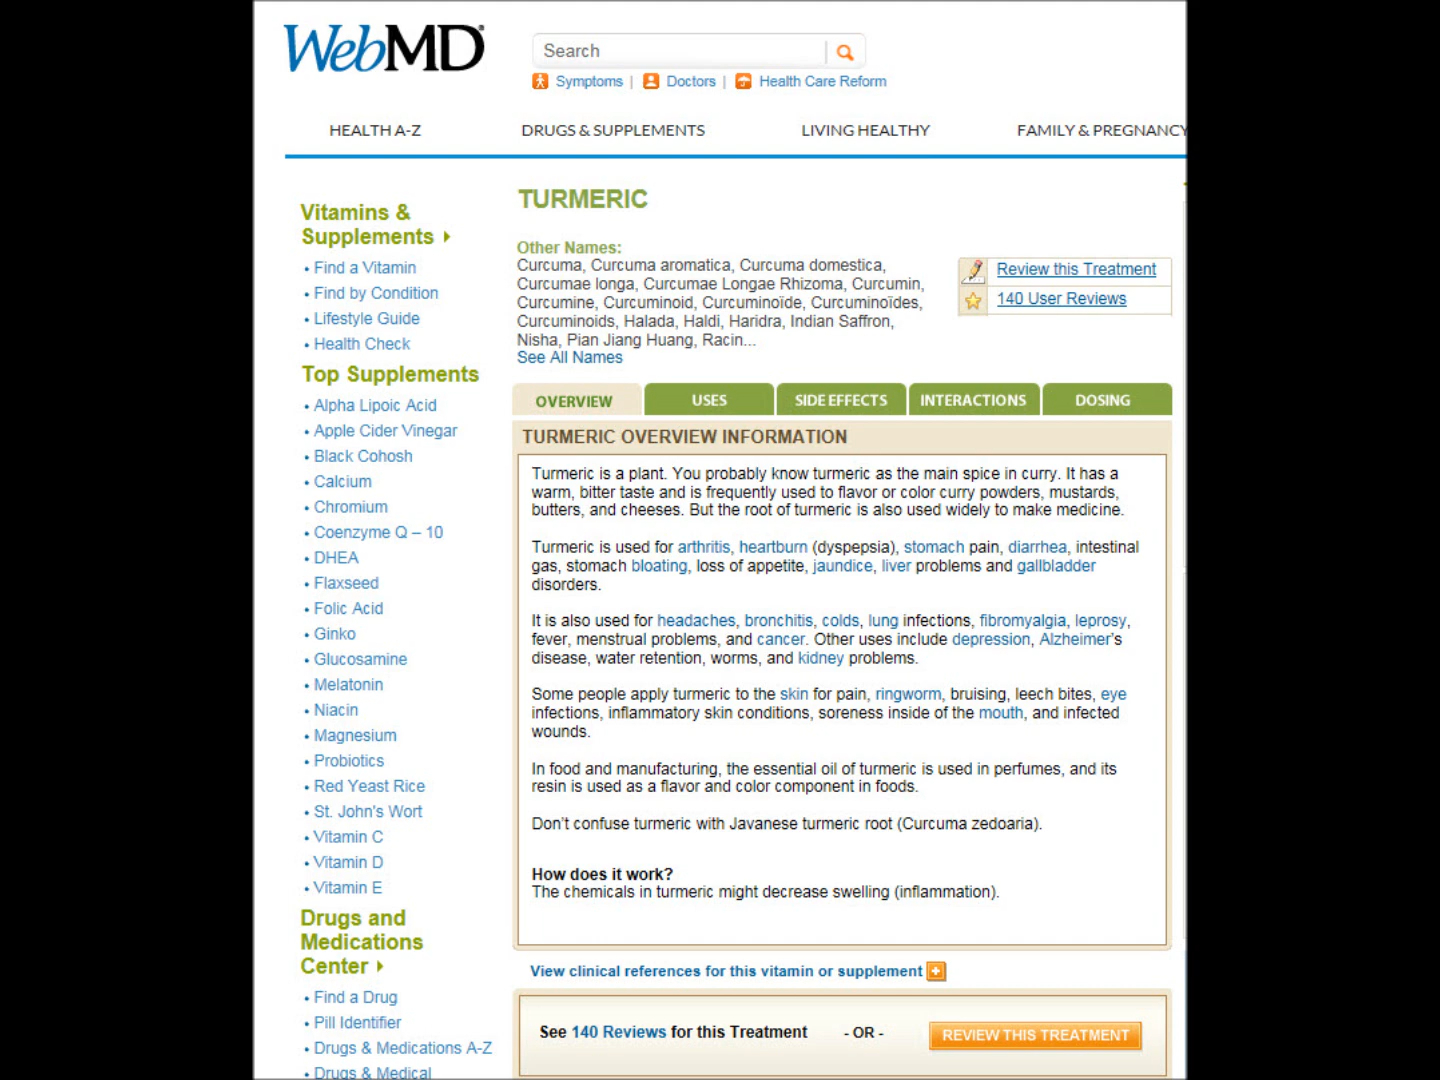 WebMD
Search
Symptoms | Doctors | Health Care Reform
HEALTH A-Z DRUGS & SUPPLEMENTS LIVING HEALTHY FAMILY & PREGNANCY
Vitamins &
Supplements
• Find a Vitamin
• Find by Condition
• Lifestyle Guide
• Health Check
Top Supplements
• Alpha Lipoic Acid
• Apple Cider Vinegar
• Black Cohosh
• Calcium
• Chromium
• Coenzyme Q – 10
• DHEA
• Flaxseed
• Folic Acid
• Ginko
• Glucosamine
• Melatonin
• Niacin
• Magnesium
• Probiotics
• Red Yeast Rice
• St. John's Wort
• Vitamin C
• Vitamin D
• Vitamin E
Drugs and
Medications
Center
• Find a Drug
• Pill Identifier
• Drugs & Medications A-Z
• Drugs & Medical
TURMERIC
Other Names:
Curcuma, Curcuma aromatica, Curcuma domestica,
Curcumae longa, Curcumae Longae Rhizoma, Curcumin,
Curcumine, Curcuminoid, Curcuminoïde, Curcuminoïdes,
Curcuminoids, Halada, Haldi, Haridra, Indian Saffron,
Nisha, Pian Jiang Huang, Racin...
See All Names
Review this Treatment
140 User Reviews
OVERVIEW USES SIDE EFFECTS INTERACTIONS DOSING
TURMERIC OVERVIEW INFORMATION
Turmeric is a plant. You probably know turmeric as the main spice in curry. It has a
warm, bitter taste and is frequently used to flavor or color curry powders, mustards,
butters, and cheeses. But the root of turmeric is also used widely to make medicine.
Turmeric is used for arthritis, heartburn (dyspepsia), stomach pain, diarrhea, intestinal
gas, stomach bloating, loss of appetite, jaundice, liver problems and gallbladder
disorders.
It is also used for headaches, bronchitis, colds, lung infections, fibromyalgia, leprosy,
fever, menstrual problems, and cancer. Other uses include depression, Alzheimer's
disease, water retention, worms, and kidney problems.
Some people apply turmeric to the skin for pain, ringworm, bruising, leech bites, eye
infections, inflammatory skin conditions, soreness inside of the mouth, and infected
wounds.
In food and manufacturing, the essential oil of turmeric is used in perfumes, and its
resin is used as a flavor and color component in foods.
Don't confuse turmeric with Javanese turmeric root (Curcuma zedoaria).
How does it work?
The chemicals in turmeric might decrease swelling (inflammation).
View clinical references for this vitamin or supplement
See 140 Reviews for this Treatment - OR - REVIEW THIS TREATMENT